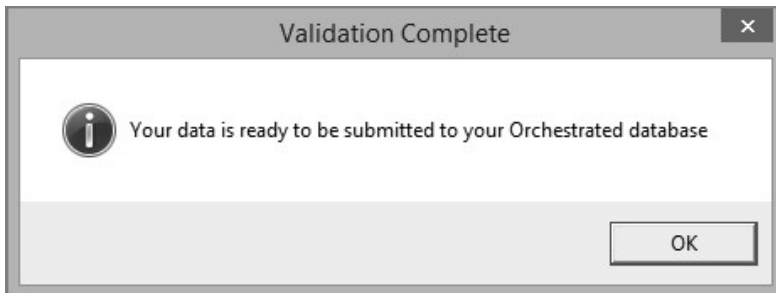 Validation Complete
Your data is ready to be submitted to your Orchestrated database
OK